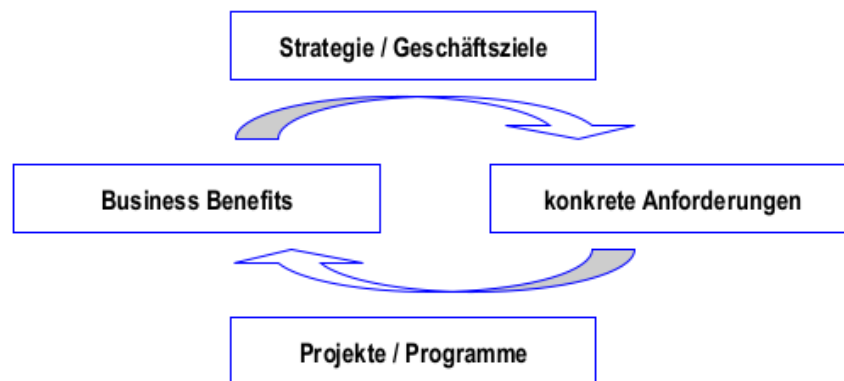 Strategie / Geschäftsziele
Business Benefits
konkrete Anforderungen
Projekte / Programme